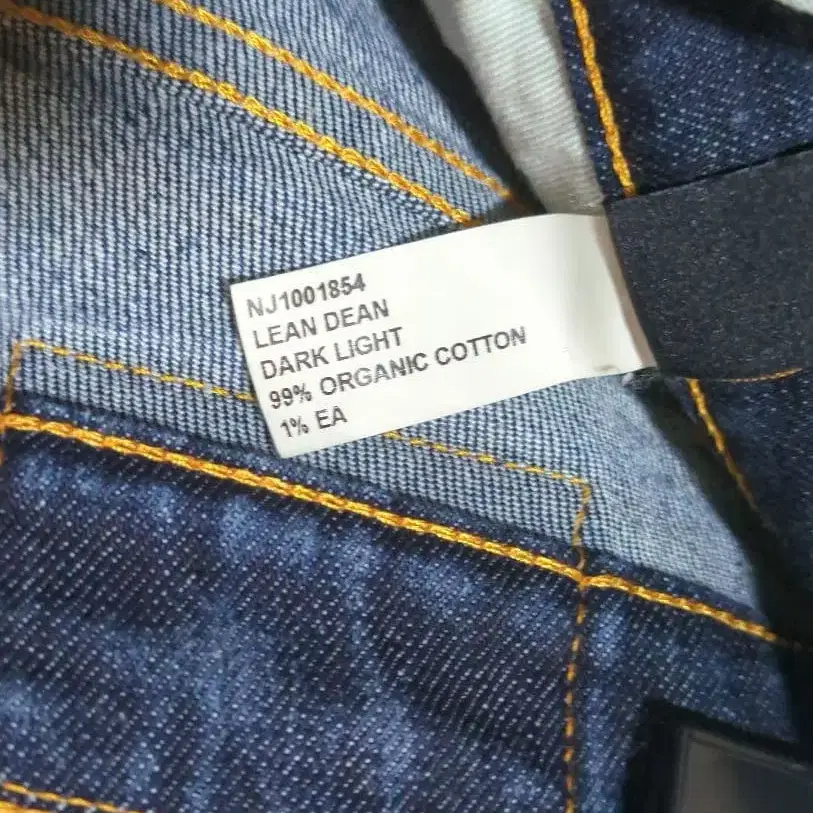 NJ1001854
LEAN DEAN
DARK LIGHT
99% ORGANIC COTTON
1% EA